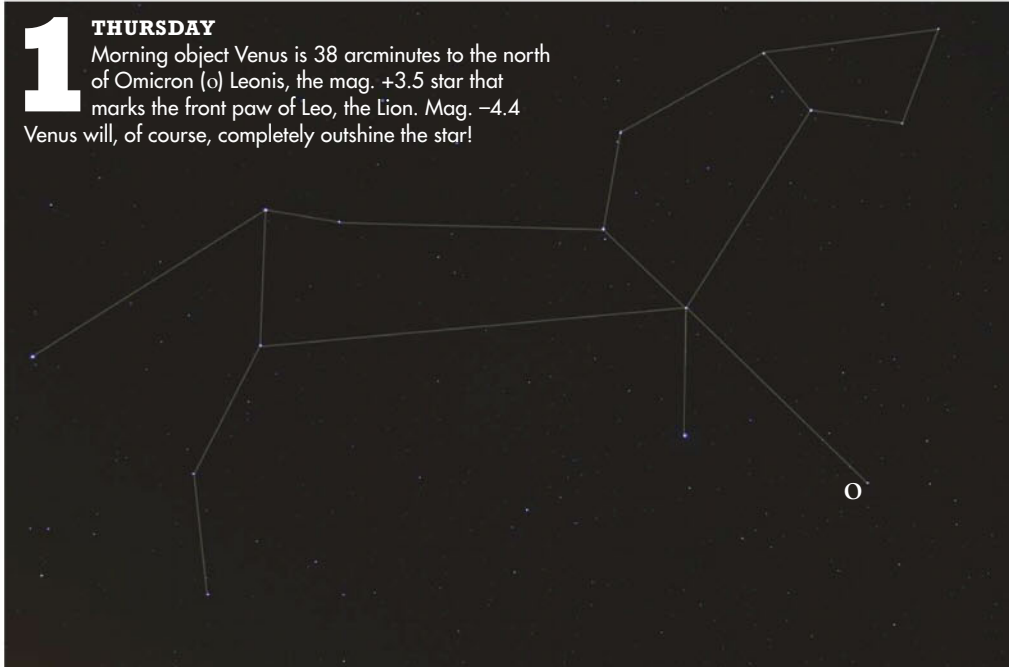 1
THURSDAY
Morning object Venus is 38 arcminutes to the north
of Omicron (ο) Leonis, the mag. +3.5 star that
marks the front paw of Leo, the Lion. Mag. −4.4
Venus will, of course, completely outshine the star!
ο